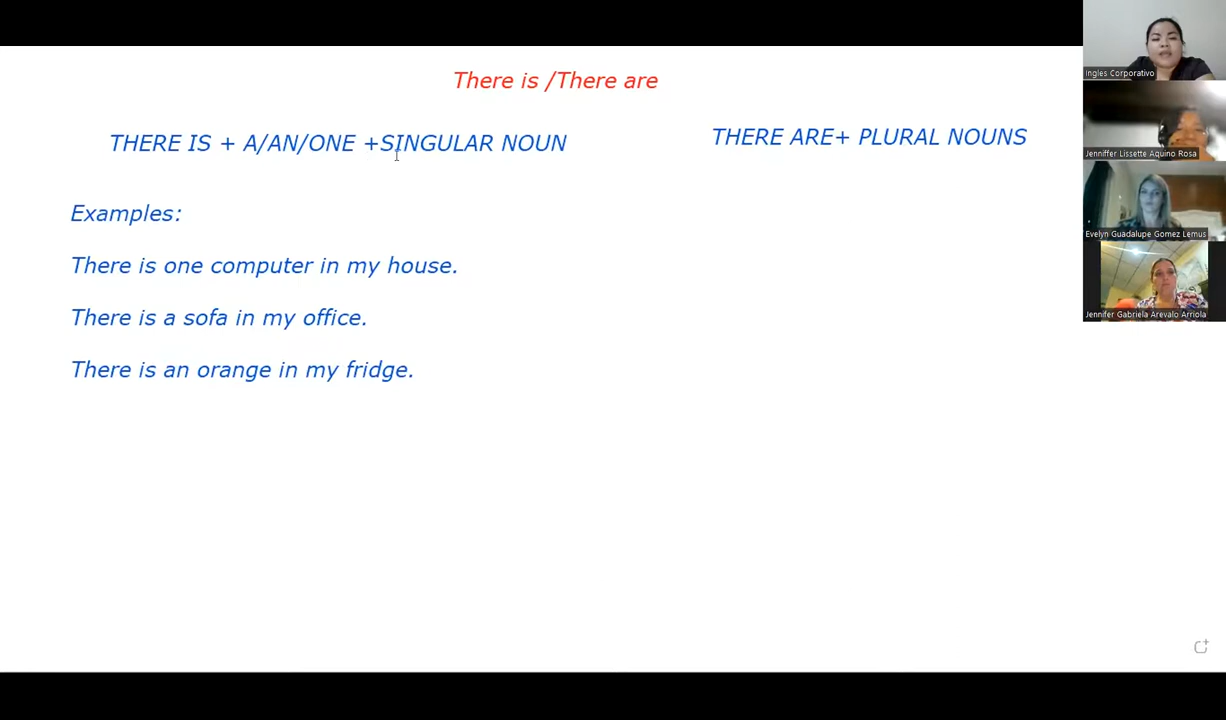 There is /There are
THERE IS + A/AN/ONE +SINGULAR NOUN
THERE ARE+ PLURAL NOUNS
Examples:
There is one computer in my house.
There is a sofa in my office.
There is an orange in my fridge.
Ingles Corporativo
Jenniffer Lissette Aquino Rosa
Evelyn Guadalupe Gomez Lemus
Jennifer Gabriela Arevalo Arriola